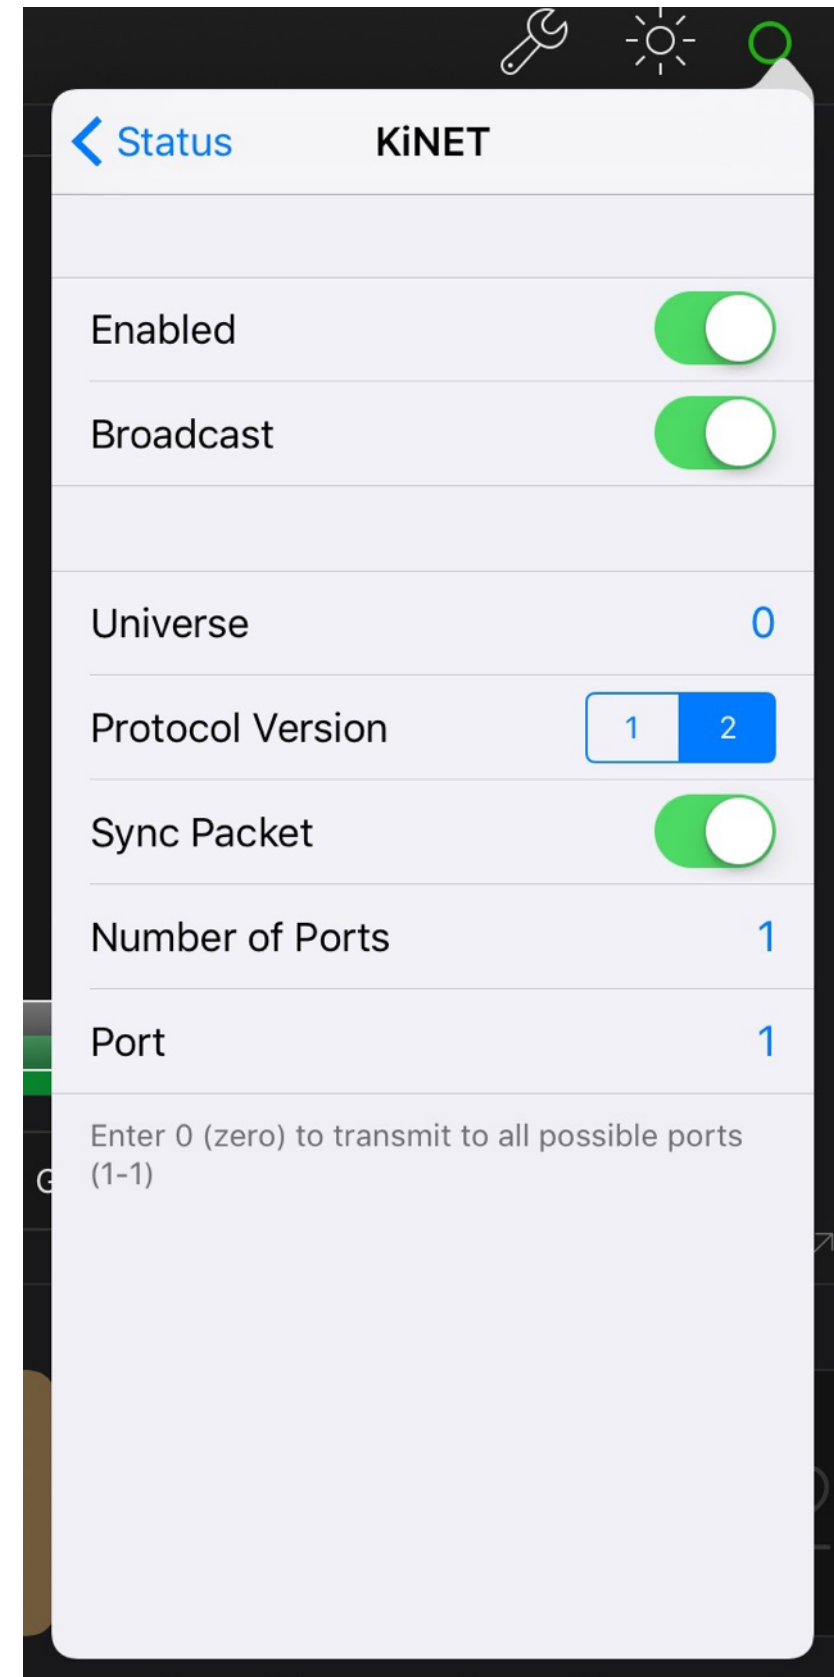 Status
KiNET
Enabled
Broadcast
Universe 0
Protocol Version 1 2
Sync Packet
Number of Ports 1
Port 1
Enter 0 (zero) to transmit to all possible ports
(1-1)
G